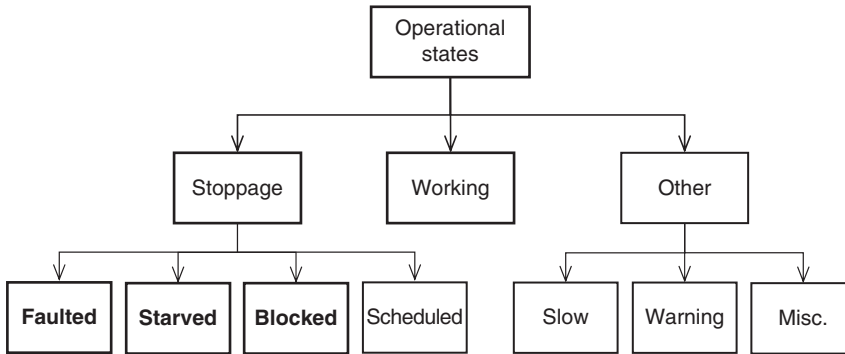 Operational
states
Stoppage
Working
Other
Faulted
Starved
Blocked
Scheduled
Slow
Warning
Misc.